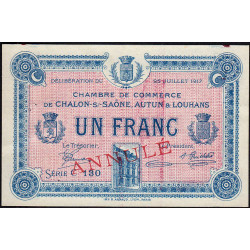 DÉLIBÉRATION DU 25 JUILLET 1917
CHAMBRE DE COMMERCE
DE CHALON-S-SAÔNE, AUTUN & LOUHANS
UN FRANC
Le Trésorier, Le Président,
ANNULÉ
SÉRIE 130